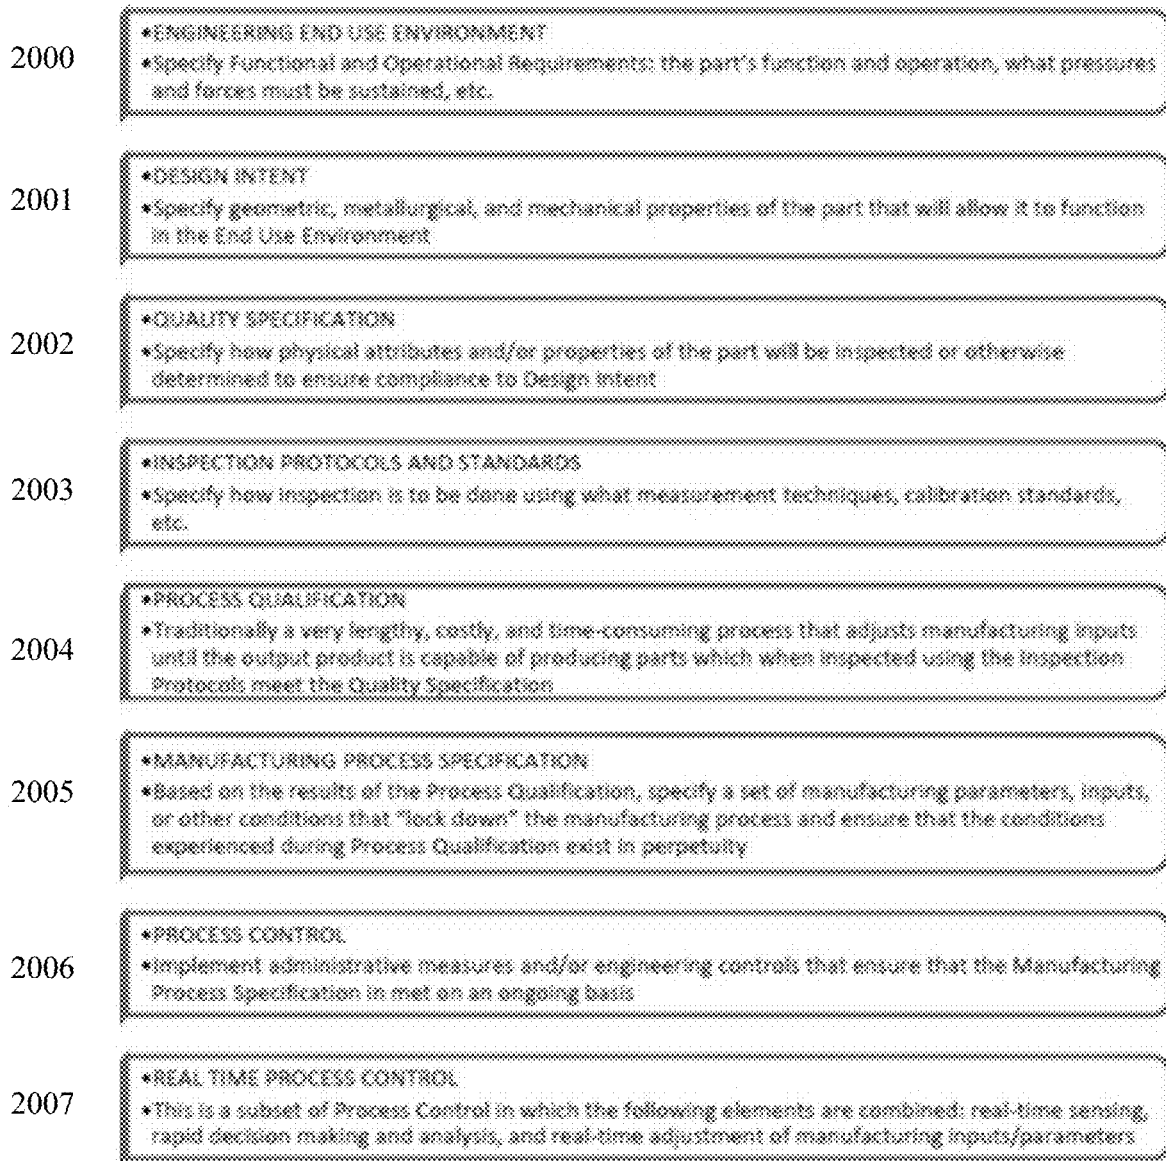 2000
•ENGINEERING END USE ENVIRONMENT
•Specify Functional and Operational Requirements: the part's function and operation, what pressures
and forces must be sustained, etc.
2001
•DESIGN INTENT
•Specify geometric, metallurgical, and mechanical properties of the part that will allow it to function
in the End Use Environment
2002
•QUALITY SPECIFICATION
•Specify how physical attributes and/or properties of the part will be inspected or otherwise
determined to ensure compliance to Design Intent
2003
•INSPECTION PROTOCOLS AND STANDARDS
•Specify how inspection is to be done using what measurement techniques, calibration standards,
etc.
2004
•PROCESS QUALIFICATION
•Traditionally a very lengthy, costly, and time-consuming process that adjusts manufacturing inputs
until the output product is capable of producing parts which when inspected using the Inspection
Protocols meet the Quality Specification
2005
•MANUFACTURING PROCESS SPECIFICATION
•Based on the results of the Process Qualification, specify a set of manufacturing parameters, inputs,
or other conditions that "lock down" the manufacturing process and ensure that the conditions
experienced during Process Qualification exist in perpetuity
2006
•PROCESS CONTROL
•Implement administrative measures and/or engineering controls that ensure that the Manufacturing
Process Specification in met on an ongoing basis
2007
•REAL TIME PROCESS CONTROL
•This is a subset of Process Control in which the following elements are combined: real-time sensing,
rapid decision making and analysis, and real-time adjustment of manufacturing inputs/parameters